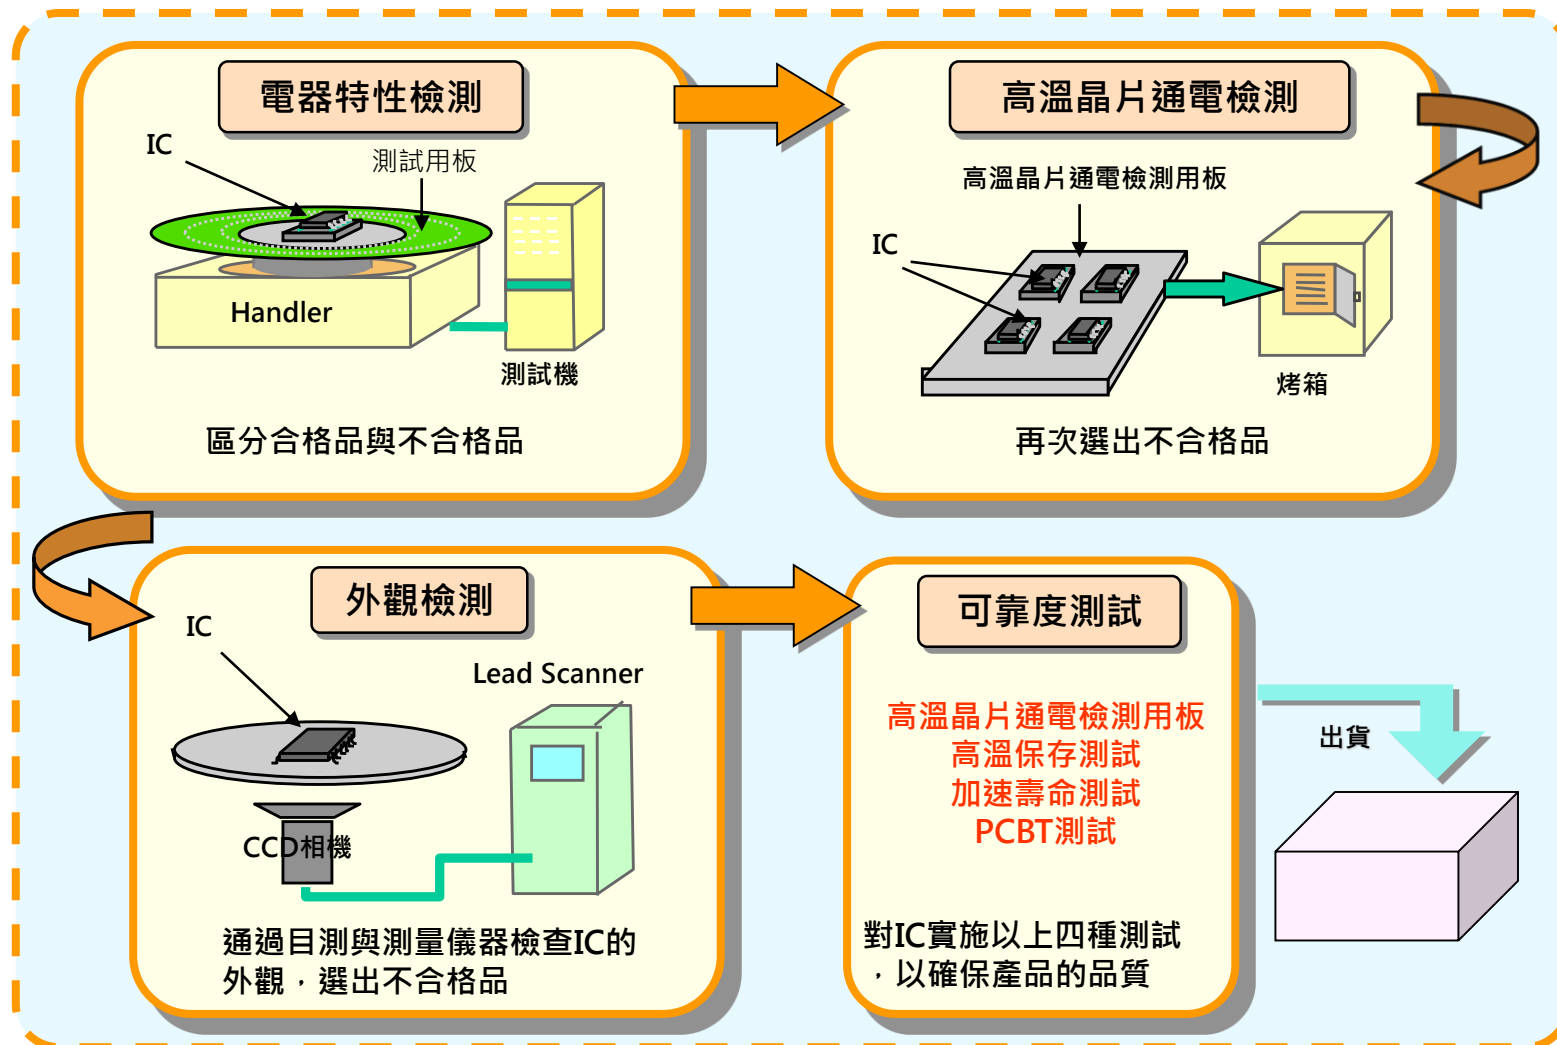 電器特性檢測
IC
測試用板
Handler
測試機
區分合格品與不合格品
高溫晶片通電檢測
高溫晶片通電檢測用板
IC
烤箱
再次選出不合格品
外觀檢測
IC
Lead Scanner
CCD相機
通過目測與測量儀器檢查IC的
外觀，選出不合格品
可靠度測試
高溫晶片通電檢測用板
高溫保存測試
加速壽命測試
PCBT測試
對IC實施以上四種測試
，以確保產品的品質
出貨